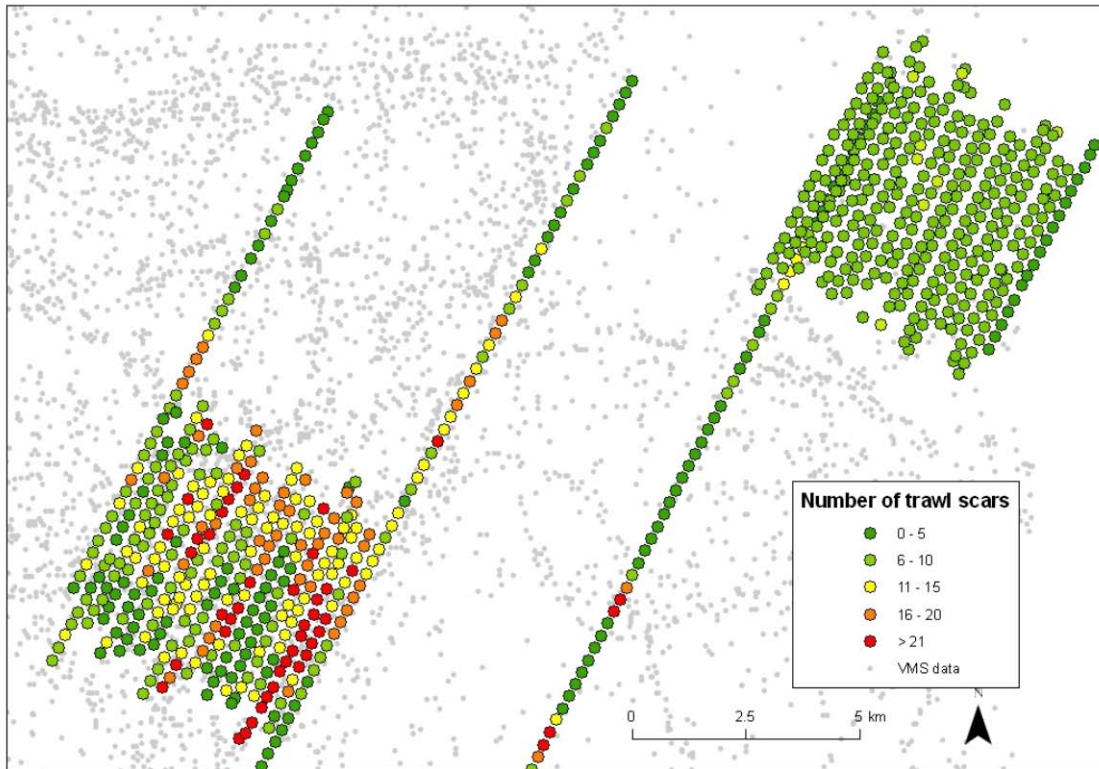 Number of trawl scars
0 - 5
6 - 10
11 - 15
16 - 20
> 21
VMS data
N
0 2.5 5 km